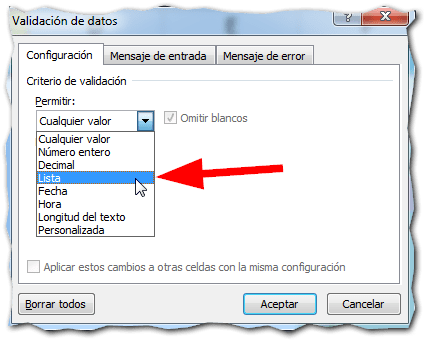 Validación de datos
Configuración Mensaje de entrada Mensaje de error
Criterio de validación
Permitir:
Cualquier valor Omitir blancos
Cualquier valor
Número entero
Decimal
Lista
Fecha
Hora
Longitud del texto
Personalizada
Aplicar estos cambios a otras celdas con la misma configuración
Borrar todos Aceptar Cancelar